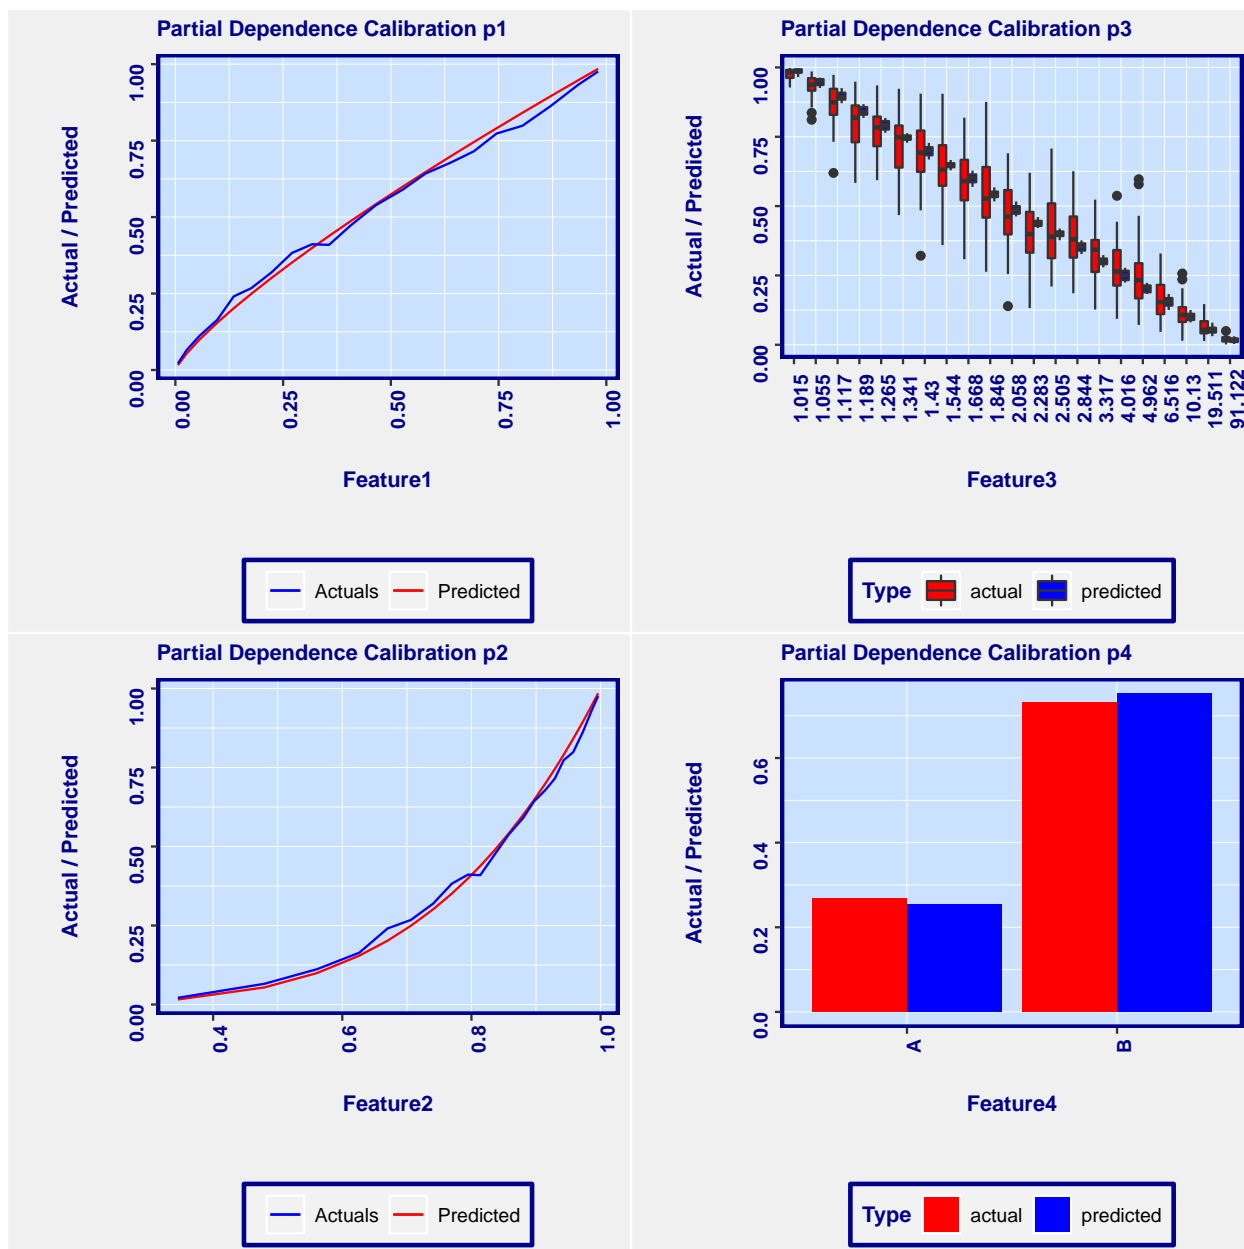 Partial Dependence Calibration p1
Actual / Predicted
1.00
0.75
0.50
0.25
0.00
0.00
0.25
0.50
0.75
1.00
Feature1
Actuals
Predicted
Partial Dependence Calibration p3
Actual / Predicted
1.00
0.75
0.50
0.25
0.00
1.015
1.055
1.117
1.189
1.265
1.341
1.43
1.544
1.668
1.846
2.058
2.283
2.505
2.844
3.317
4.016
4.962
6.516
10.13
19.511
91.122
Feature3
Type
actual
predicted
Partial Dependence Calibration p2
Actual / Predicted
1.00
0.75
0.50
0.25
0.00
0.4
0.6
0.8
1.0
Feature2
Actuals
Predicted
Partial Dependence Calibration p4
Actual / Predicted
0.6
0.4
0.2
0.0
A
B
Feature4
Type
actual
predicted